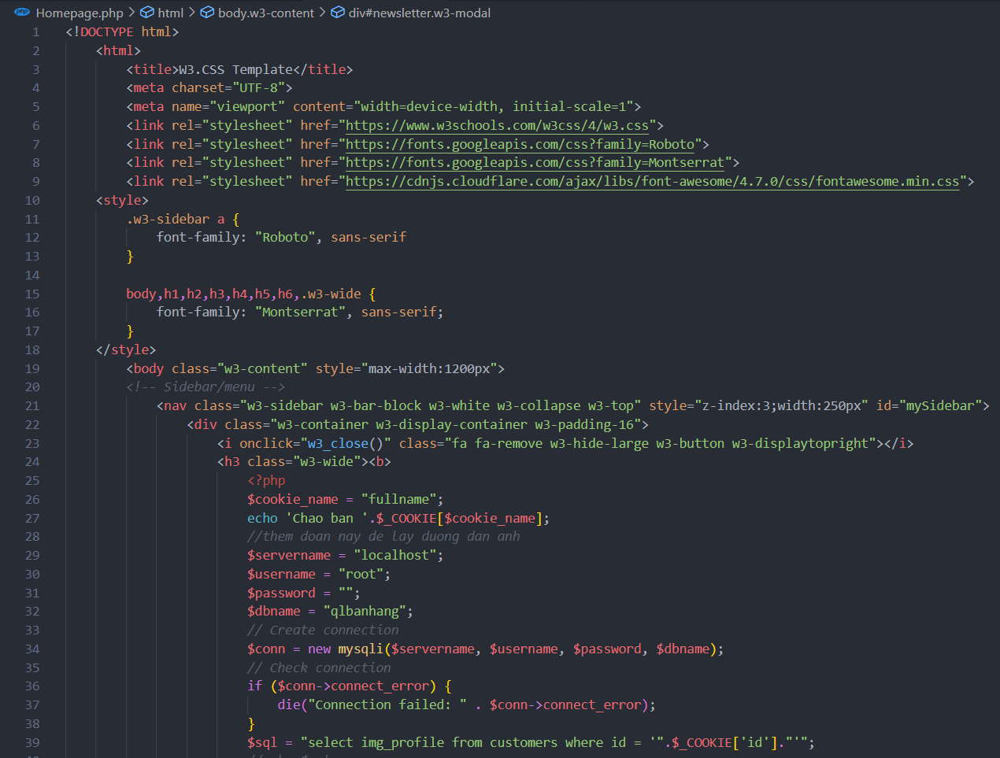 php Homepage.php > html > body.w3-content > div#newsletter.w3-modal
1 <!DOCTYPE html>
2 <html>
3 <title>W3.CSS Template</title>
4 <meta charset="UTF-8">
5 <meta name="viewport" content="width=device-width, initial-scale=1">
6 <link rel="stylesheet" href="https://www.w3schools.com/w3css/4/w3.css">
7 <link rel="stylesheet" href="https://fonts.googleapis.com/css?family=Roboto">
8 <link rel="stylesheet" href="https://fonts.googleapis.com/css?family=Montserrat">
9 <link rel="stylesheet" href="https://cdnjs.cloudflare.com/ajax/libs/font-awesome/4.7.0/css/fontawesome.min.css">
10 <style>
11 .w3-sidebar a {
12 font-family: "Roboto", sans-serif
13 }
14
15 body,h1,h2,h3,h4,h5,h6,.w3-wide {
16 font-family: "Montserrat", sans-serif;
17 }
18 </style>
19 <body class="w3-content" style="max-width:1200px">
20 <!-- Sidebar/menu -->
21 <nav class="w3-sidebar w3-bar-block w3-white w3-collapse w3-top" style="z-index:3;width:250px" id="mySidebar">
22 <div class="w3-container w3-display-container w3-padding-16">
23 <i onclick="w3_close()" class="fa fa-remove w3-hide-large w3-button w3-displaytopright"></i>
24 <h3 class="w3-wide"><b>
25 <?php
26 $cookie_name = "fullname";
27 echo 'Chao ban '.$_COOKIE[$cookie_name];
28 //them doan nay de lay duong dan anh
29 $servername = "localhost";
30 $username = "root";
31 $password = "";
32 $dbname = "qlbanhang";
33 // Create connection
34 $conn = new mysqli($servername, $username, $password, $dbname);
35 // Check connection
36 if ($conn->connect_error) {
37 die("Connection failed: " . $conn->connect_error);
38 }
39 $sql = "select img_profile from customers where id = '".$_COOKIE['id']."'";